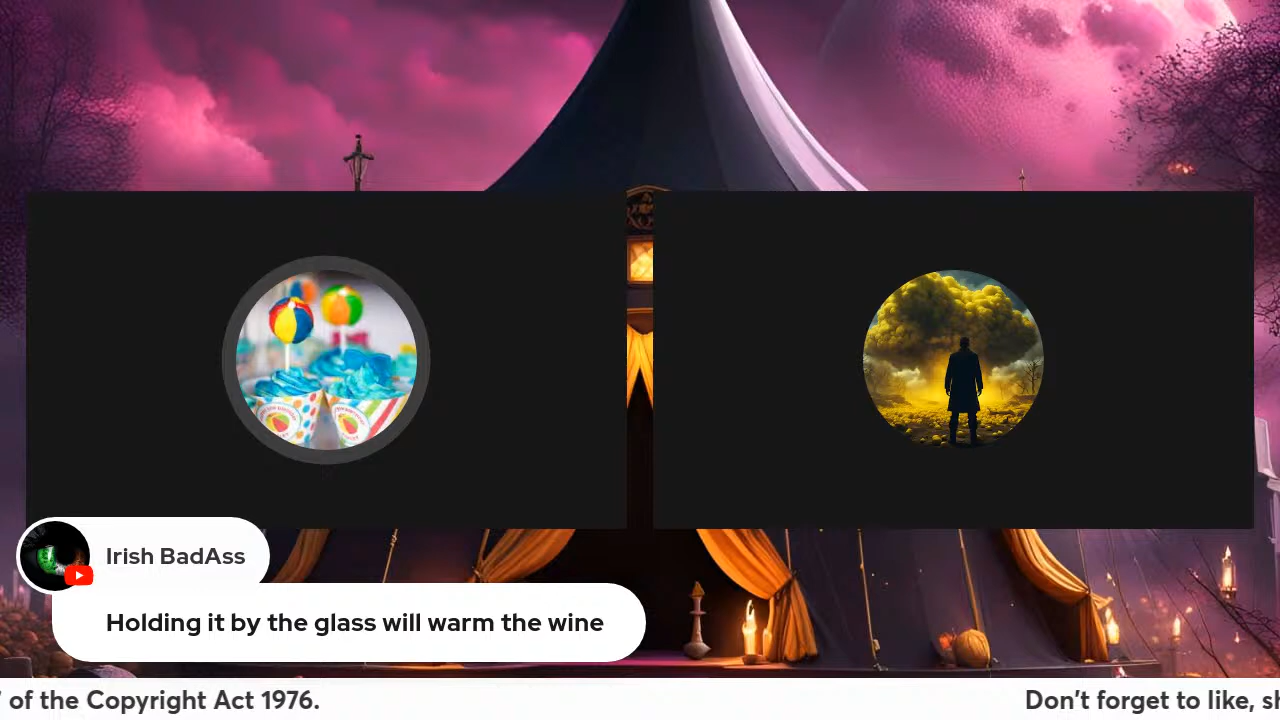 Irish BadAss
Holding it by the glass will warm the wine
of the Copyright Act 1976.
Don't forget to like,